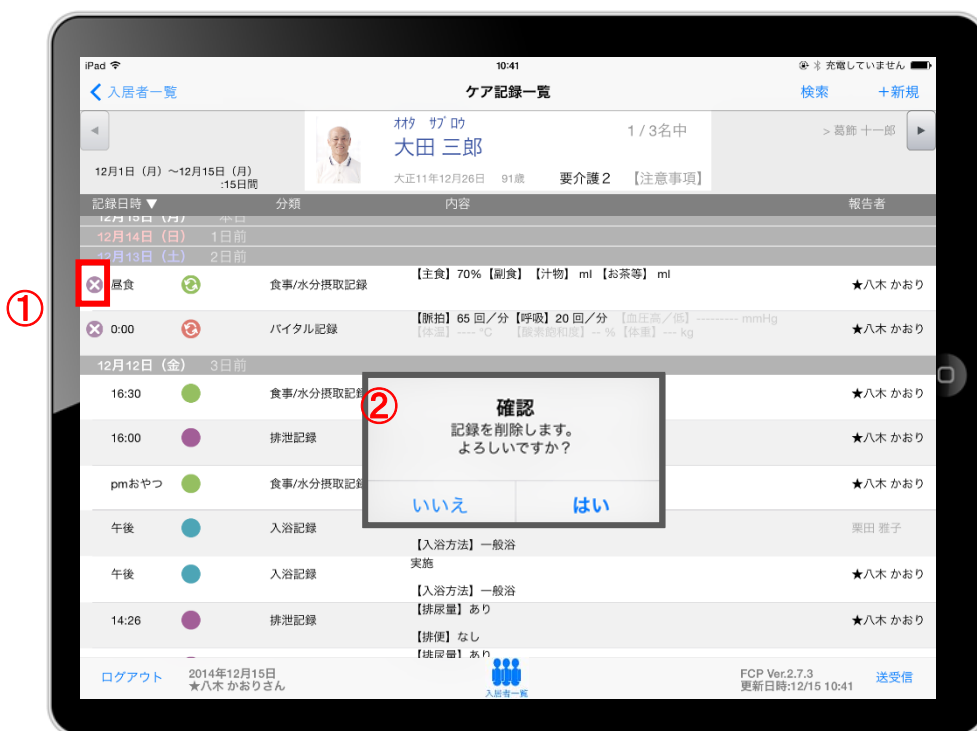 iPad 10:41 充電していません
入居者一覧 ケア記録一覧 検索 +新規
オオタ サブロウ
大田 三郎 1 / 3名中 > 葛飾 十一郎
12月1日（月）～12月15日（月）
:15日間
大正11年12月26日 91歳 要介護２ 【注意事項】
記録日時 ▼ 分類 内容 報告者
12月15日（月） 本日
12月14日（日） 1日前
12月13日（土） 2日前
①
昼食 食事/水分摂取記録 【主食】70%【副食】【汁物】 ml 【お茶等】 ml ★八木 かおり
0:00 バイタル記録 【脈拍】65 回／分【呼吸】20 回／分 【血圧高／低】--------- mmHg ★八木 かおり
【体温】---- ℃ 【酸素飽和度】-- %【体重】--- kg
12月12日（金） 3日前
16:30 食事/水分摂取記録 ★八木 かおり
②
確認
記録を削除します。
よろしいですか？
いいえ はい
16:00 排泄記録 ★八木 かおり
pmおやつ 食事/水分摂取記録 ★八木 かおり
午後 入浴記録 栗田 雅子
【入浴方法】一般浴
実施
午後 入浴記録 ★八木 かおり
【入浴方法】一般浴
【排尿量】あり
14:26 排泄記録 ★八木 かおり
【排便】なし
【排尿量】あり
ログアウト 2014年12月15日
★八木 かおりさん
入居者一覧
FCP Ver.2.7.3
更新日時:12/15 10:41
送受信